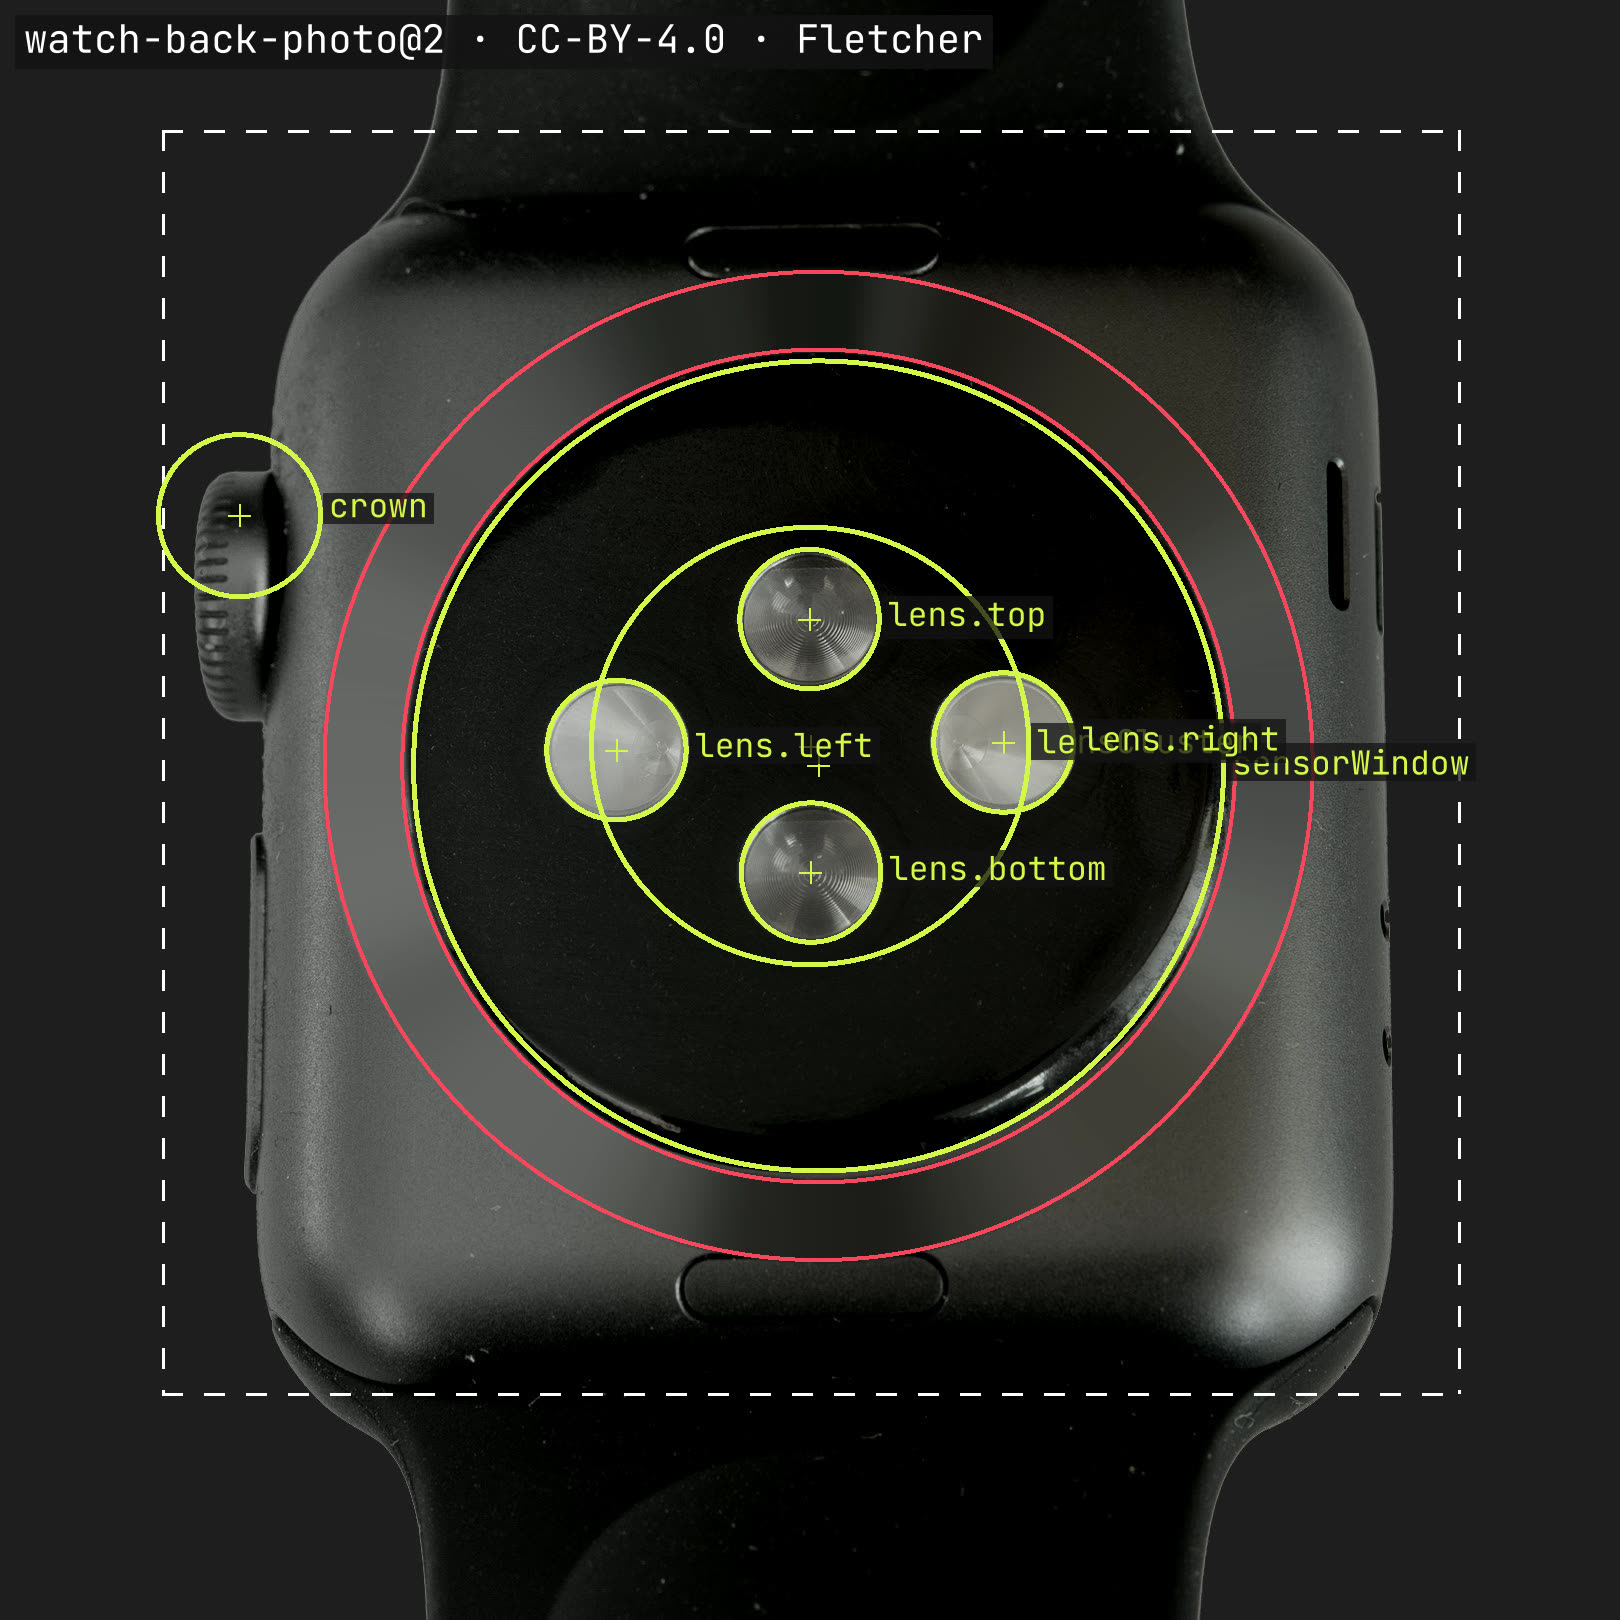 watch-back-photo@2 · CC-BY-4.0 · Fletcher
crown
lens.top
lens.left
lens.right
sensorWindow
lens.bottom